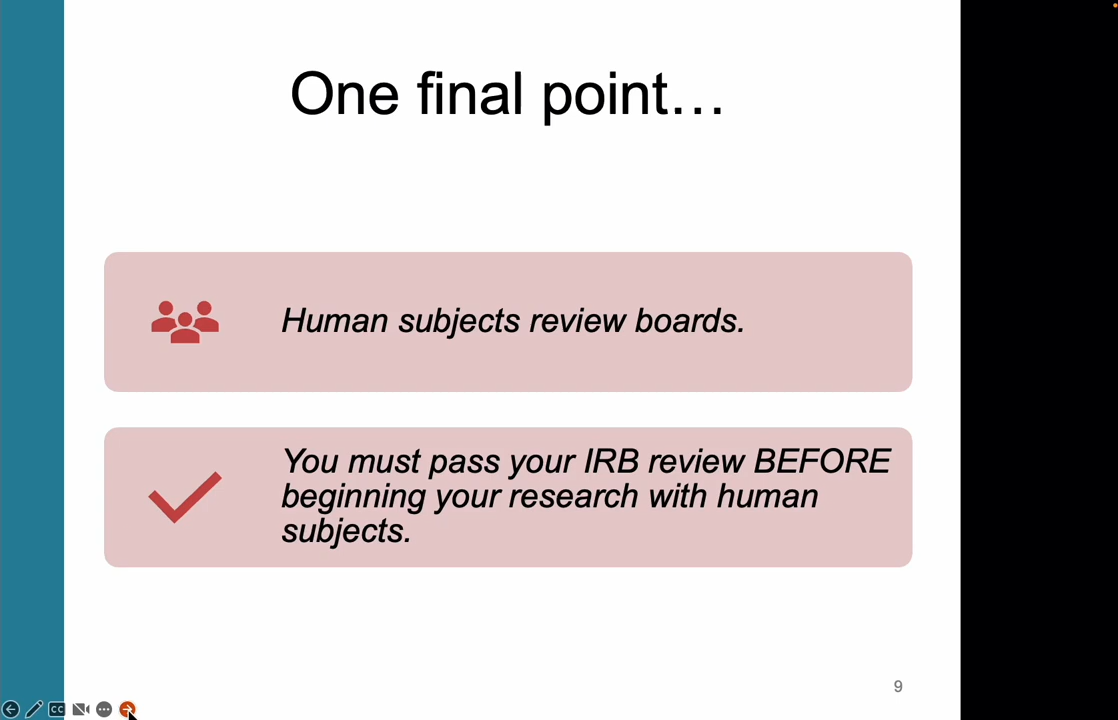 One final point…
Human subjects review boards.
You must pass your IRB review BEFORE
beginning your research with human
subjects.
9
CC